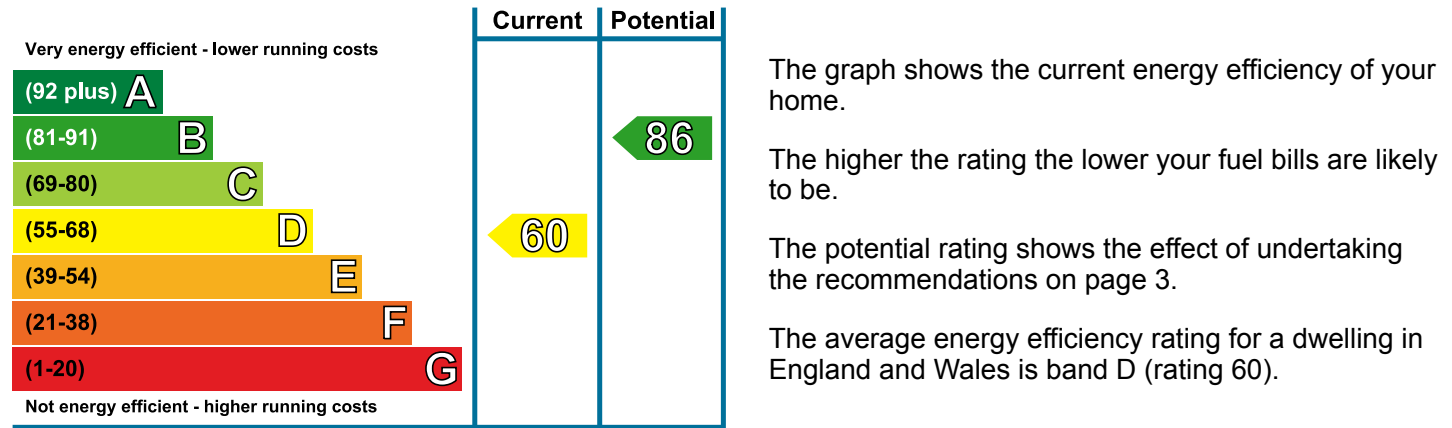 Current Potential
Very energy efficient - lower running costs
(92 plus) A
(81-91) B
86
(69-80) C
(55-68) D
60
(39-54) E
(21-38) F
(1-20) G
Not energy efficient - higher running costs
The graph shows the current energy efficiency of your
home.
The higher the rating the lower your fuel bills are likely
to be.
The potential rating shows the effect of undertaking
the recommendations on page 3.
The average energy efficiency rating for a dwelling in
England and Wales is band D (rating 60).